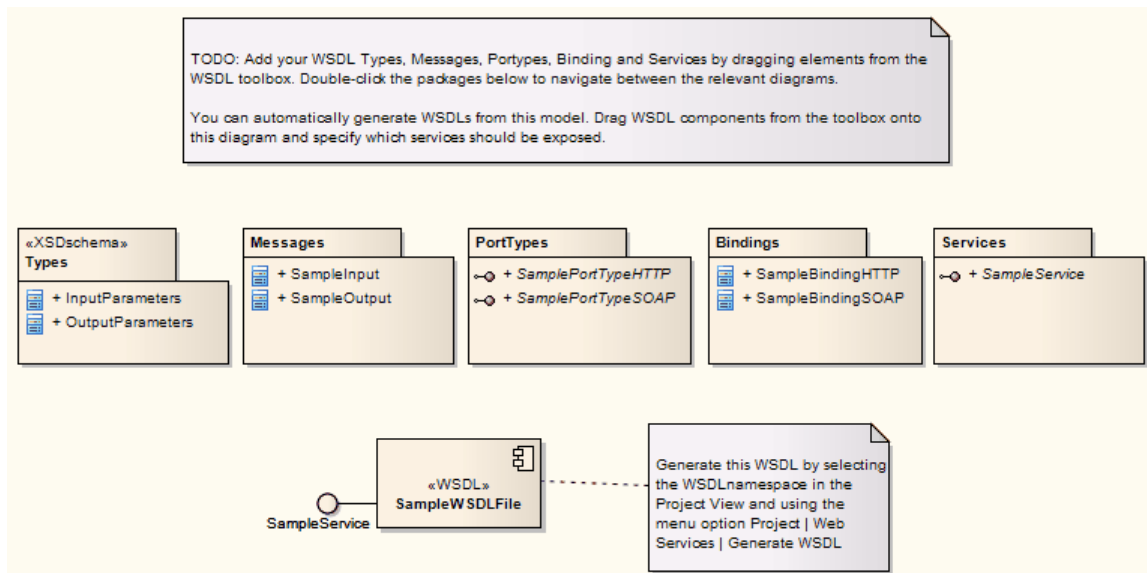 TODO: Add your WSDL Types, Messages, Portypes, Binding and Services by dragging elements from the
WSDL toolbox. Double-click the packages below to navigate between the relevant diagrams.
You can automatically generate WSDLs from this model. Drag WSDL components from the toolbox onto
this diagram and specify which services should be exposed.
«XSDschema»
Types
+ InputParameters
+ OutputParameters
Messages
+ SampleInput
+ SampleOutput
PortTypes
+ SamplePortTypeHTTP
+ SamplePortTypeSOAP
Bindings
+ SampleBindingHTTP
+ SampleBindingSOAP
Services
+ SampleService
«WSDL»
SampleWSDLFile
SampleService
Generate this WSDL by selecting
the WSDLnamespace in the
Project View and using the
menu option Project | Web
Services | Generate WSDL